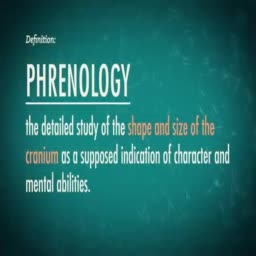 Definition:
PHRENOLOGY
the detailed study of the shape and size of the
cranium as a supposed indication of character and
mental abilities.